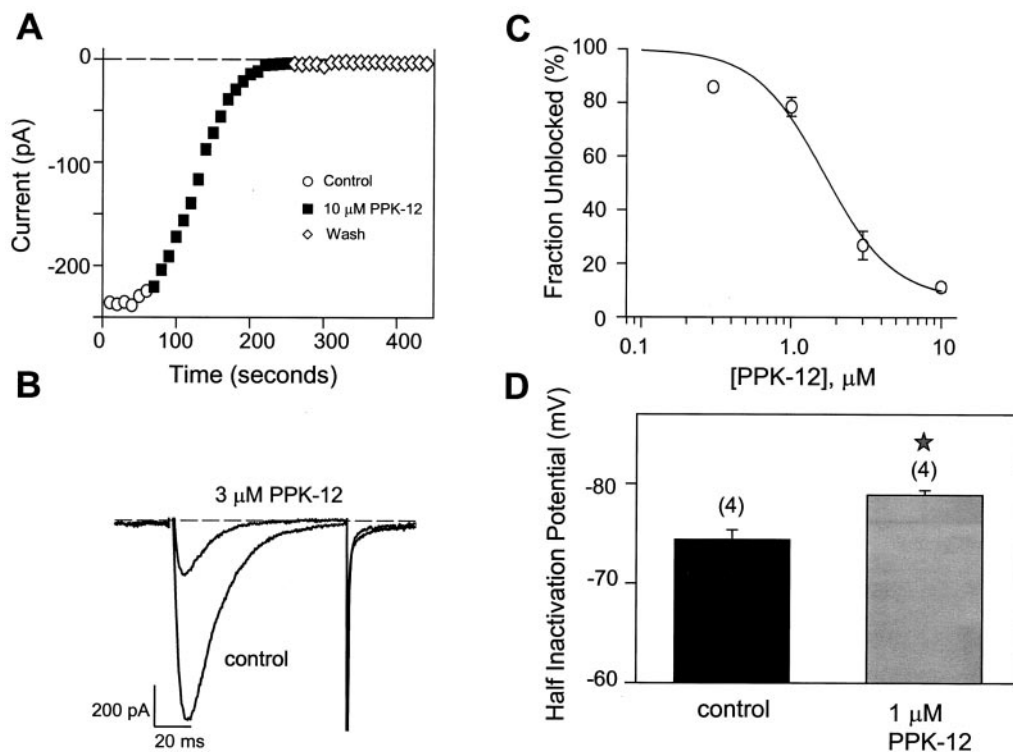 A
0
-100
-200
Current (pA)
0 100 200 300 400
Time (seconds)
Control
10 μM PPK-12
Wash
B
3 μM PPK-12
control
200 pA
20 ms
C
100
80
60
40
20
0
Fraction Unblocked (%)
0.1 1.0 10
[PPK-12], μM
D
-80
-70
-60
Half Inactivation Potential (mV)
(4)
(4)
control
1 μM
PPK-12